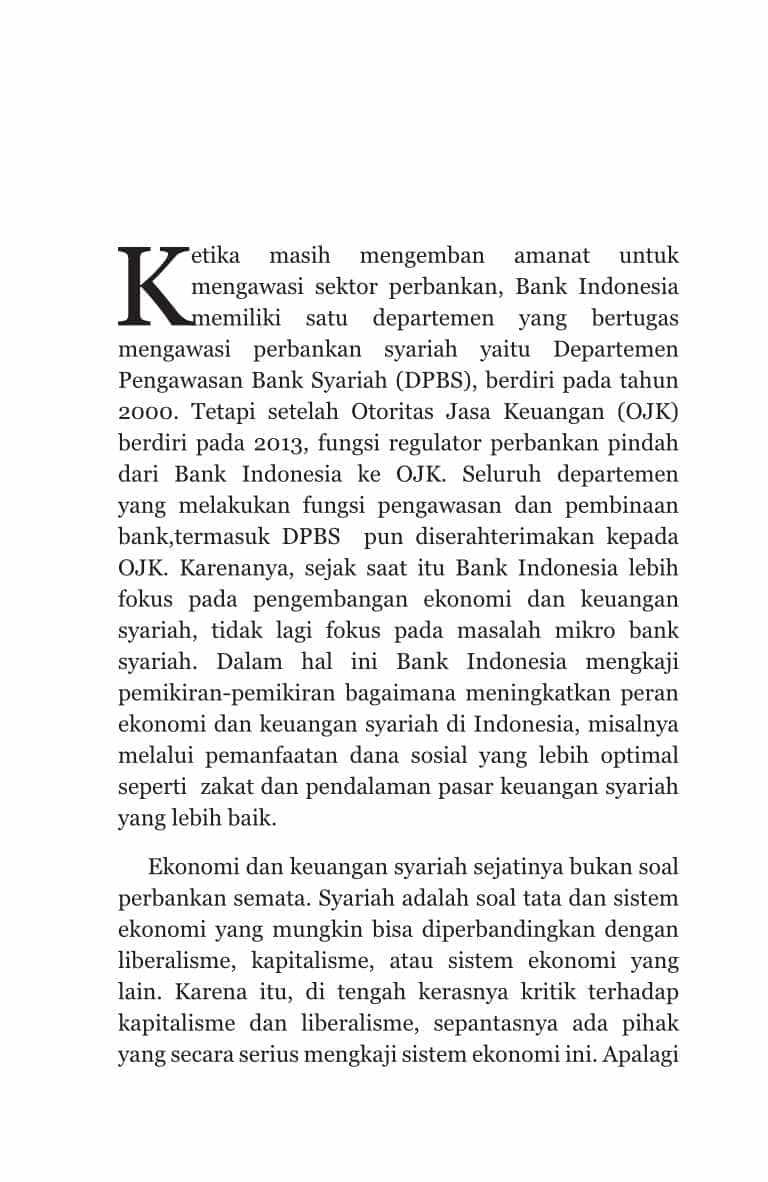 Ketika masih mengemban amanat untuk
mengawasi sektor perbankan, Bank Indonesia
memiliki satu departemen yang bertugas
mengawasi perbankan syariah yaitu Departemen
Pengawasan Bank Syariah (DPBS), berdiri pada tahun
2000. Tetapi setelah Otoritas Jasa Keuangan (OJK)
berdiri pada 2013, fungsi regulator perbankan pindah
dari Bank Indonesia ke OJK. Seluruh departemen
yang melakukan fungsi pengawasan dan pembinaan
bank,termasuk DPBS  pun diserahterimakan kepada
OJK. Karenanya, sejak saat itu Bank Indonesia lebih
fokus pada pengembangan ekonomi dan keuangan
syariah, tidak lagi fokus pada masalah mikro bank
syariah. Dalam hal ini Bank Indonesia mengkaji
pemikiran-pemikiran bagaimana meningkatkan peran
ekonomi dan keuangan syariah di Indonesia, misalnya
melalui pemanfaatan dana sosial yang lebih optimal
seperti  zakat dan pendalaman pasar keuangan syariah
yang lebih baik.
Ekonomi dan keuangan syariah sejatinya bukan soal
perbankan semata. Syariah adalah soal tata dan sistem
ekonomi yang mungkin bisa diperbandingkan dengan
liberalisme, kapitalisme, atau sistem ekonomi yang
lain. Karena itu, di tengah kerasnya kritik terhadap
kapitalisme dan liberalisme, sepantasnya ada pihak
yang secara serius mengkaji sistem ekonomi ini. Apalagi